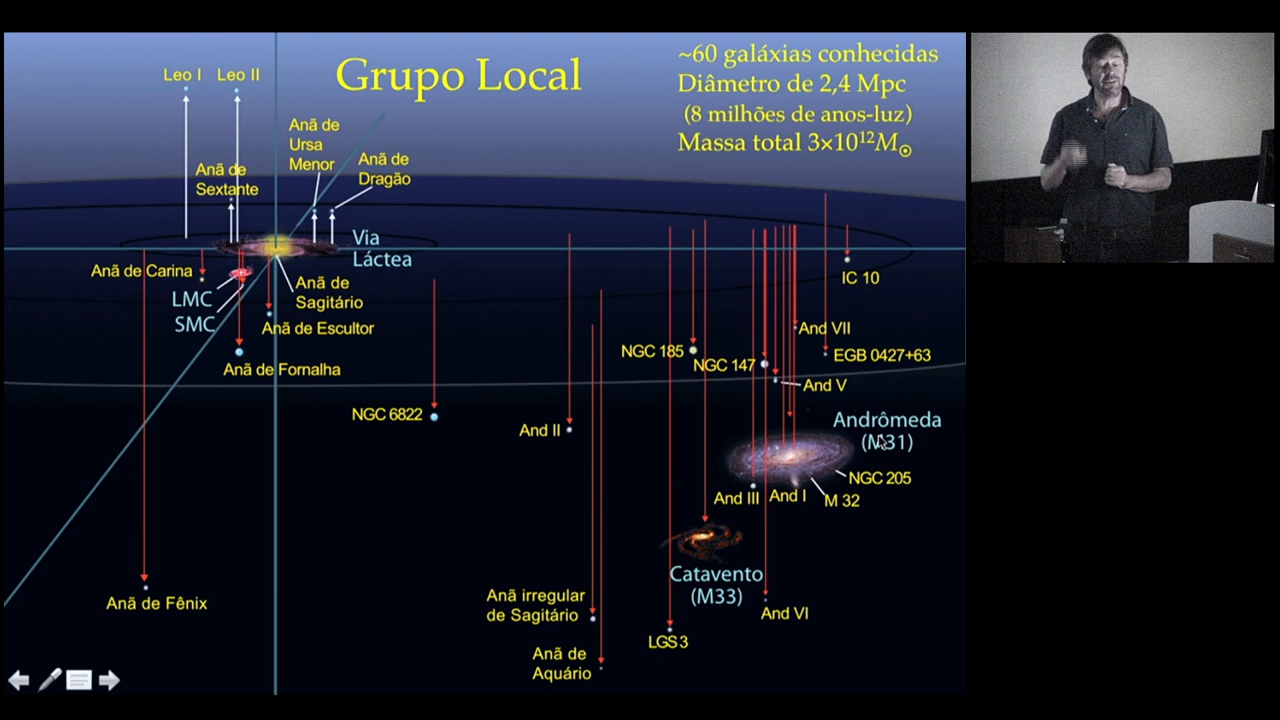 Grupo Local
~60 galáxias conhecidas
Diâmetro de 2,4 Mpc
(8 milhões de anos-luz)
Massa total 3×10¹²M☉
Leo I
Leo II
Anã de
Ursa
Menor
Anã de
Dragão
Anã de
Sextante
Via
Láctea
Anã de Carina
LMC
SMC
Anã de
Sagitário
Anã de Escultor
Anã de Fornalha
IC 10
And VII
EGB 0427+63
NGC 185
NGC 147
And V
NGC 6822
And II
Andrômeda
(M31)
NGC 205
M 32
And III
And I
Catavento
(M33)
Anã de Fênix
Anã irregular
de Sagitário
And VI
LGS 3
Anã de
Aquário